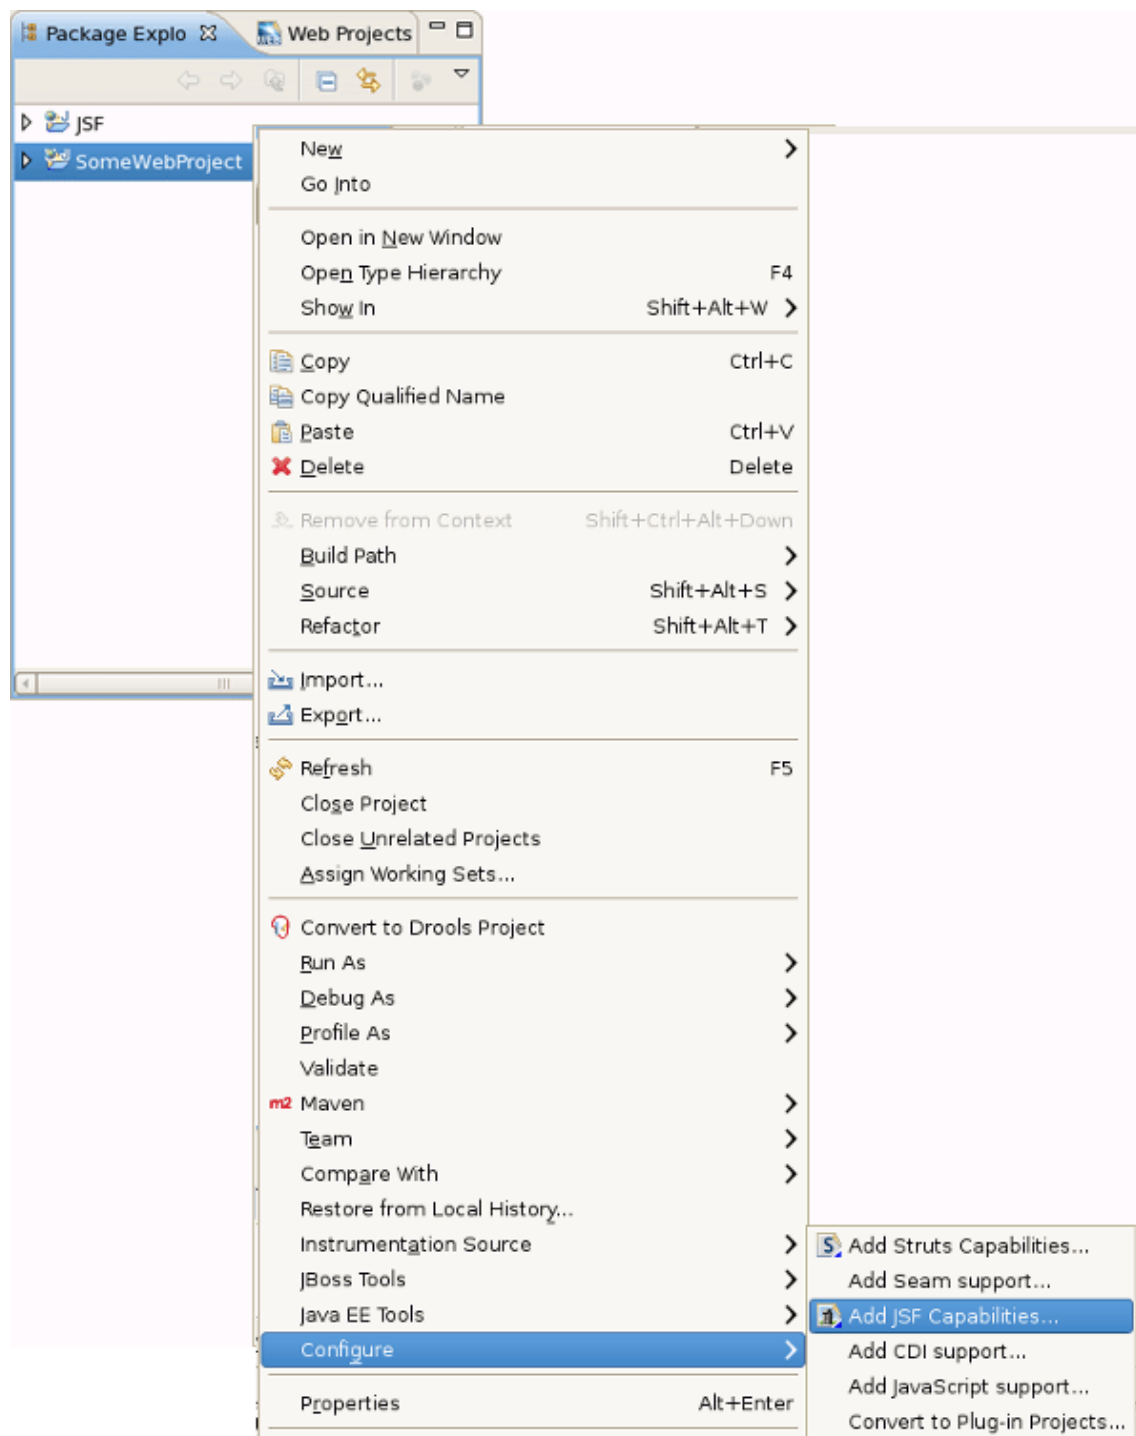 Package Explo Web Projects
JSF
SomeWebProject
New
Go Into
Open in New Window
Open Type Hierarchy F4
Show In Shift+Alt+W
Copy Ctrl+C
Copy Qualified Name
Paste Ctrl+V
Delete Delete
Remove from Context Shift+Ctrl+Alt+Down
Build Path
Source Shift+Alt+S
Refactor Shift+Alt+T
Import...
Export...
Refresh F5
Close Project
Close Unrelated Projects
Assign Working Sets...
Convert to Drools Project
Run As
Debug As
Profile As
Validate
m2 Maven
Team
Compare With
Restore from Local History...
Instrumentation Source
JBoss Tools
Java EE Tools
Configure
Properties Alt+Enter
S Add Struts Capabilities...
Add Seam support...
Add JSF Capabilities...
Add CDI support...
Add JavaScript support...
Convert to Plug-in Projects...